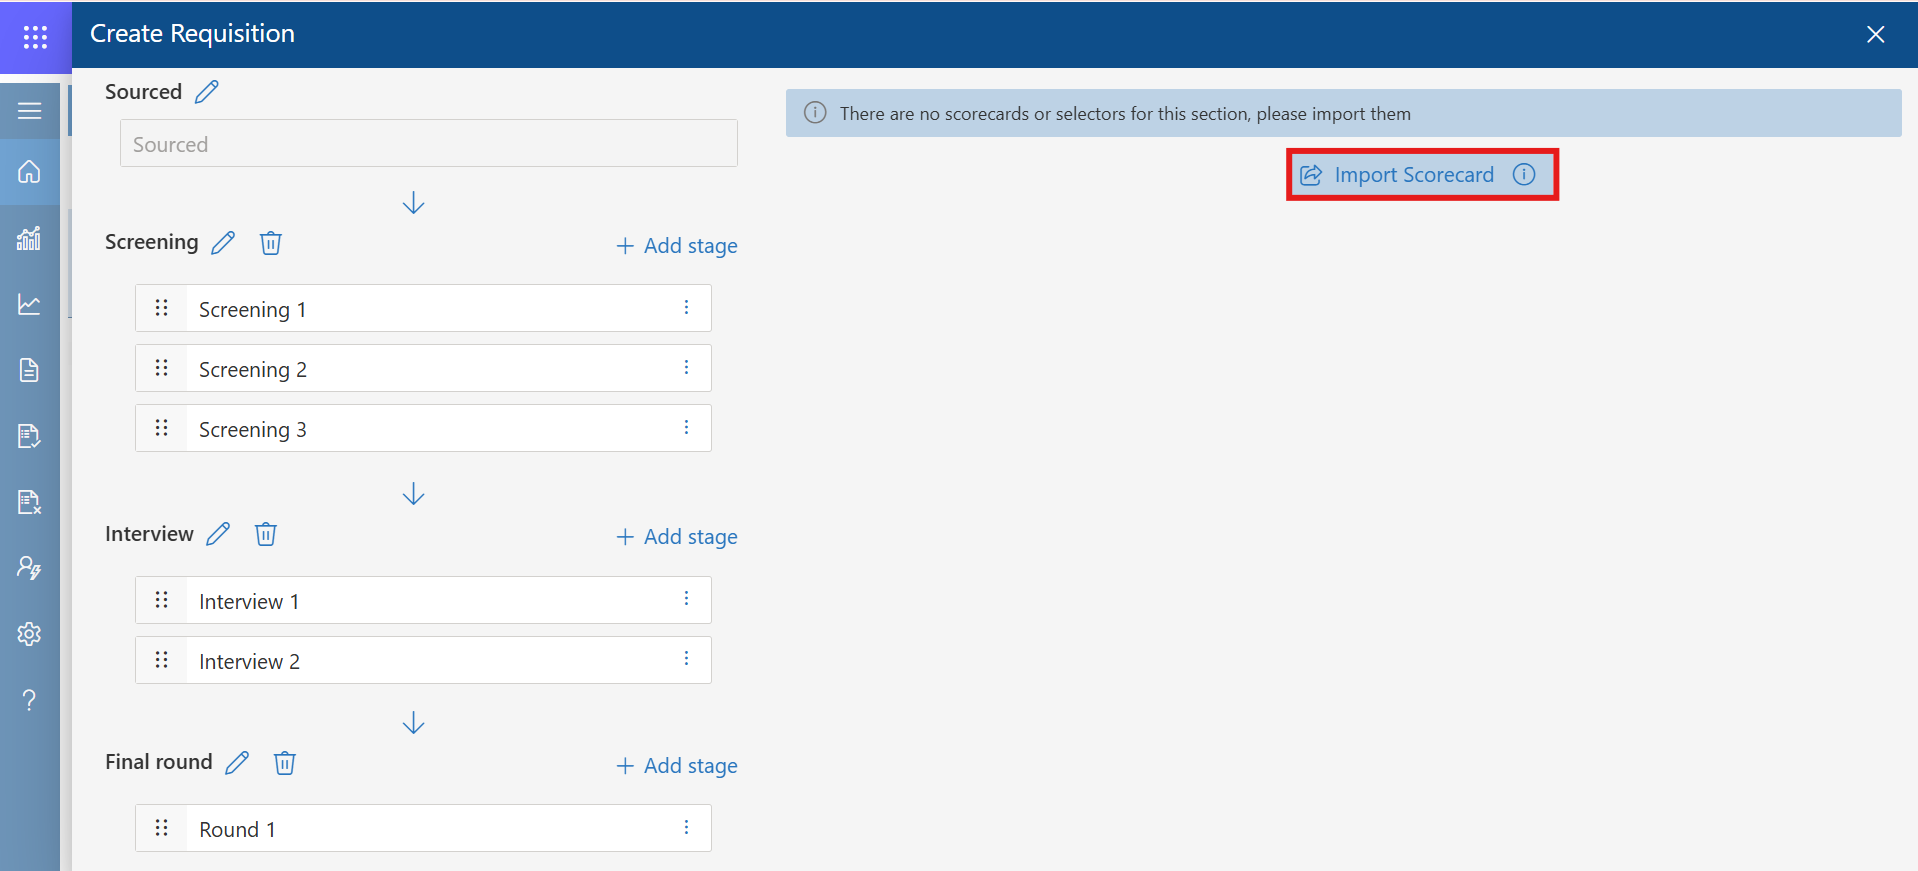 Create Requisition
Sourced
Sourced
Screening
+ Add stage
Screening 1
Screening 2
Screening 3
Interview
+ Add stage
Interview 1
Interview 2
Final round
+ Add stage
Round 1
There are no scorecards or selectors for this section, please import them
Import Scorecard